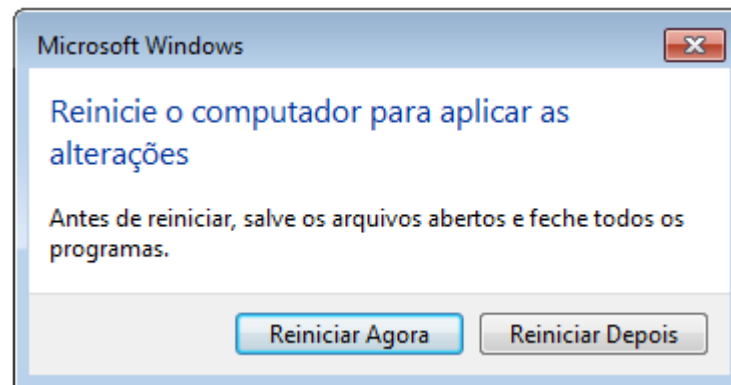 Microsoft Windows
Reinicie o computador para aplicar as
alterações
Antes de reiniciar, salve os arquivos abertos e feche todos os
programas.
Reiniciar Agora
Reiniciar Depois